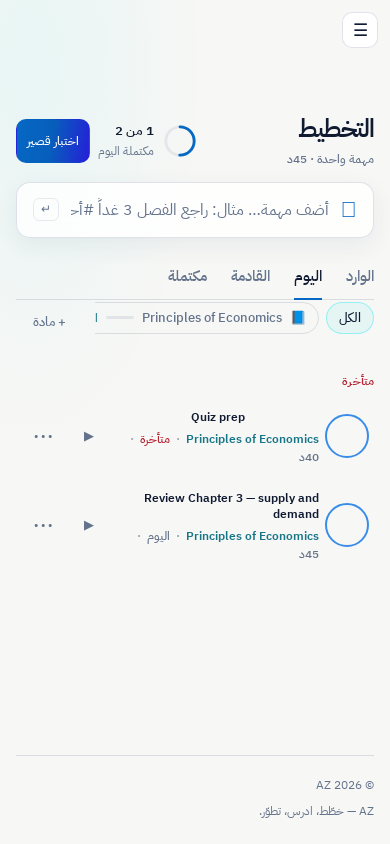 ☰
التخطيط
مهمة واحدة · 45د
1 من 2
مكتملة اليوم
اختبار قصير
أضف مهمة... مثال: راجع الفصل 3 غداً #أح
↵
الوارد
اليوم
القادمة
مكتملة
الكل
📘 Principles of Economics
+ مادة
متأخرة
Quiz prep
Principles of Economics · متأخرة ·
40د
Review Chapter 3 — supply and
demand
Principles of Economics · اليوم ·
45د
© 2026 AZ
AZ — خطّط، ادرس، تطوّر.